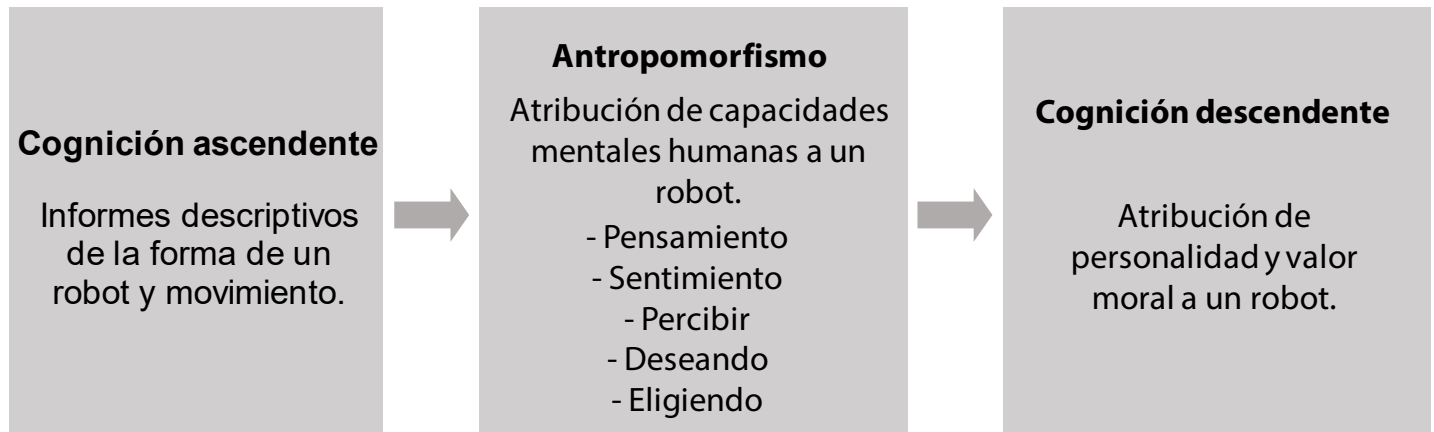 Cognición ascendente
Informes descriptivos
de la forma de un
robot y movimiento.
Antropomorfismo
Atribución de capacidades
mentales humanas a un
robot.
- Pensamiento
- Sentimiento
- Percibir
- Deseando
- Eligiendo
Cognición descendente
Atribución de
personalidad y valor
moral a un robot.